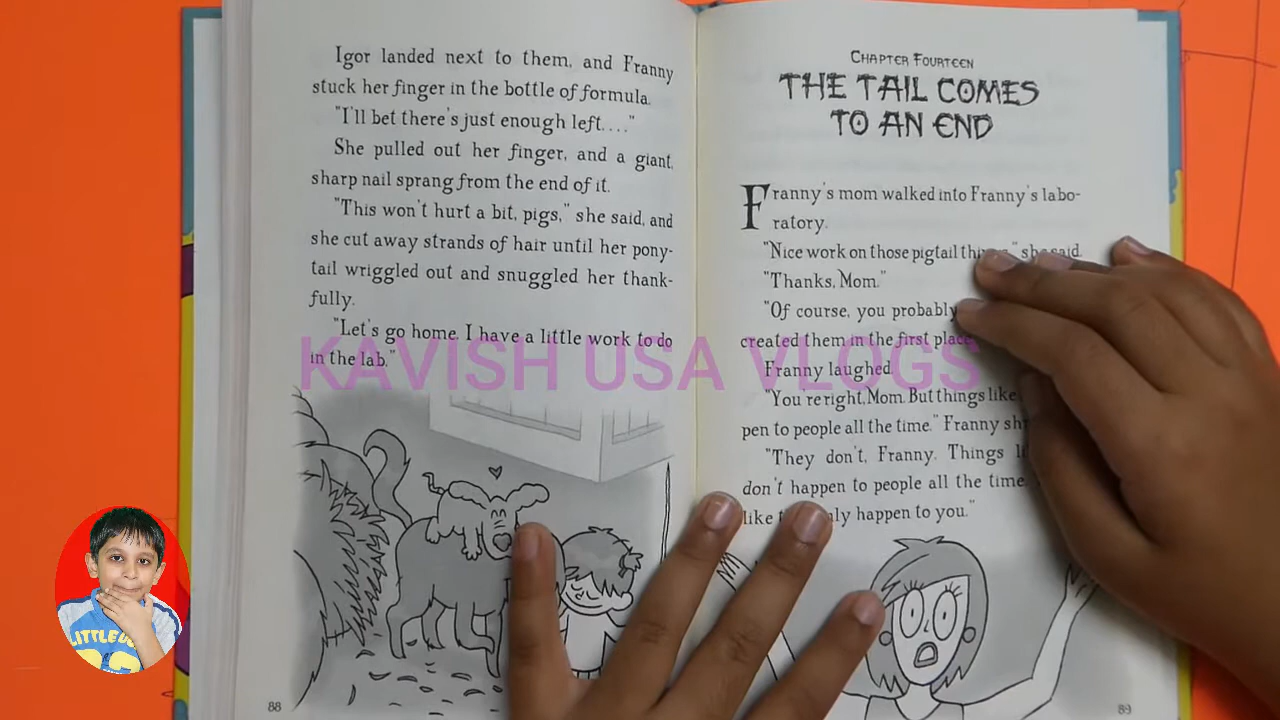 Igor landed next to them, and Franny
stuck her finger in the bottle of formula.
"I'll bet there's just enough left. . . ."
She pulled out her finger, and a giant,
sharp nail sprang from the end of it.
"This won't hurt a bit, pigs," she said, and
she cut away strands of hair until her pony-
tail wriggled out and snuggled her thank-
fully.
"Let's go home. I have a little work to do
in the lab."
88
CHAPTER FOURTEEN
THE TAIL COMES
TO AN END
Franny's mom walked into Franny's labo-
ratory.
"Nice work on those pigtail things," she said.
"Thanks, Mom."
"Of course, you probably
created them in the first place
Franny laughed.
"You're right, Mom. But things like
pen to people all the time." Franny
"They don't, Franny. Things
don't happen to people all the time.
like happen to you."
89
KAVISH USA VLOGS